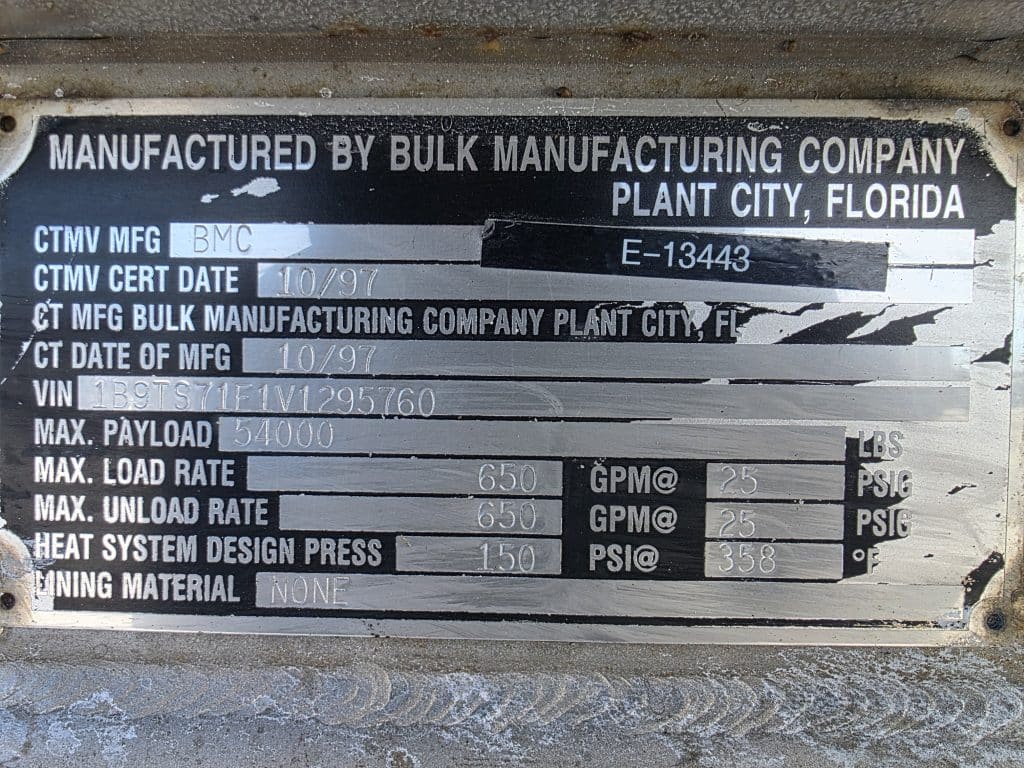 MANUFACTURED BY BULK MANUFACTURING COMPANY
PLANT CITY, FLORIDA
CTMV MFG BMC E-13443
CTMV CERT DATE 10/97
CT MFG BULK MANUFACTURING COMPANY PLANT CITY, FL
CT DATE OF MFG 10/97
VIN 1B9TS71F1V1295760
MAX. PAYLOAD 54000 LBS
MAX. LOAD RATE 650 GPM@ 25 PSIG
MAX. UNLOAD RATE 650 GPM@ 25 PSIG
HEAT SYSTEM DESIGN PRESS 150 PSI@ 358 °F
LINING MATERIAL NONE